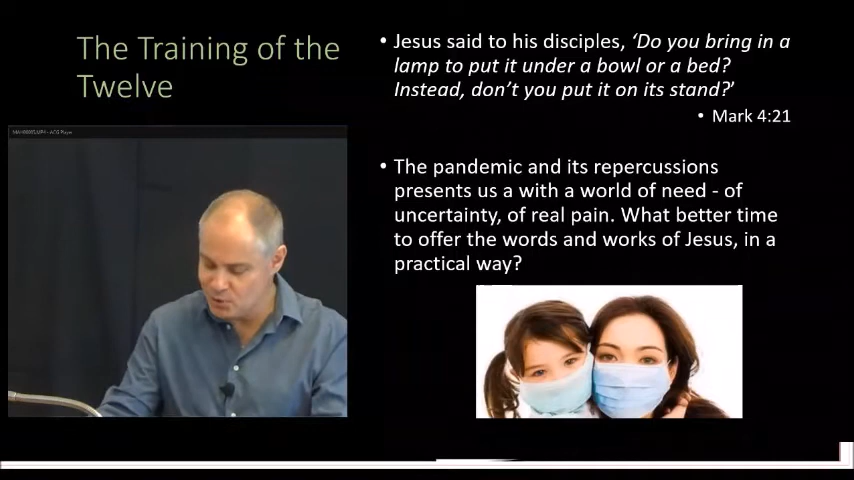 The Training of the
Twelve
• Jesus said to his disciples, ‘Do you bring in a
lamp to put it under a bowl or a bed?
Instead, don’t you put it on its stand?’
• Mark 4:21
• The pandemic and its repercussions
presents us a with a world of need - of
uncertainty, of real pain. What better time
to offer the words and works of Jesus, in a
practical way?